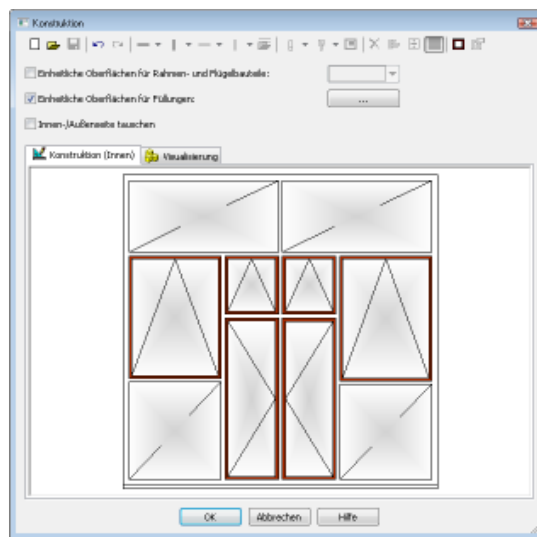 Konstruktion
Einheitliche Oberflächen für Rahmen- und Flügelbauteile:
Einheitliche Oberflächen für Füllungen:
...
Innen-/Außenseite tauschen
Konstruktion (Innen) Visualisierung
OK Abbrechen Hilfe